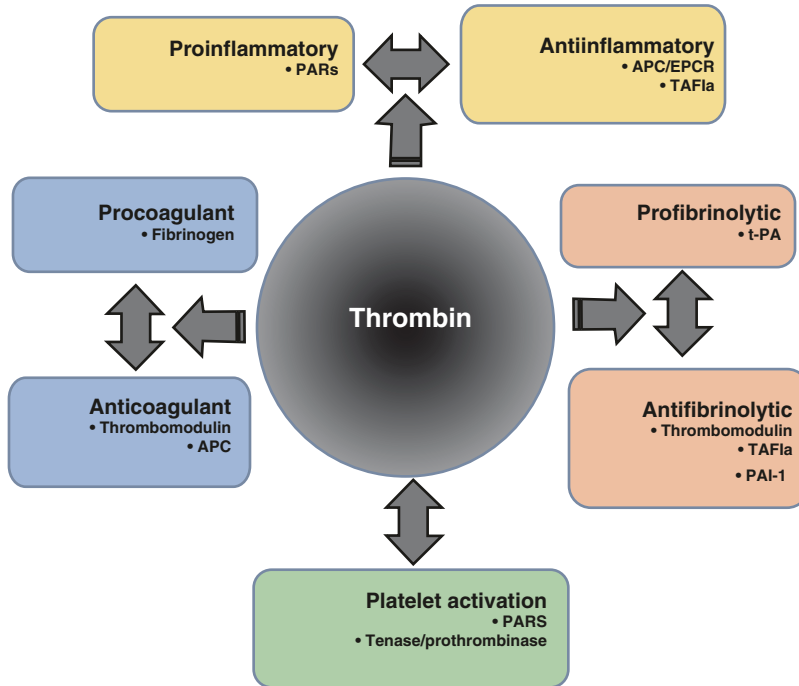 Proinflammatory
• PARs
Antiinflammatory
• APC/EPCR
• TAFIa
Procoagulant
• Fibrinogen
Profibrinolytic
• t-PA
Thrombin
Anticoagulant
• Thrombomodulin
• APC
Antifibrinolytic
• Thrombomodulin
• TAFIa
• PAI-1
Platelet activation
• PARS
• Tenase/prothrombinase